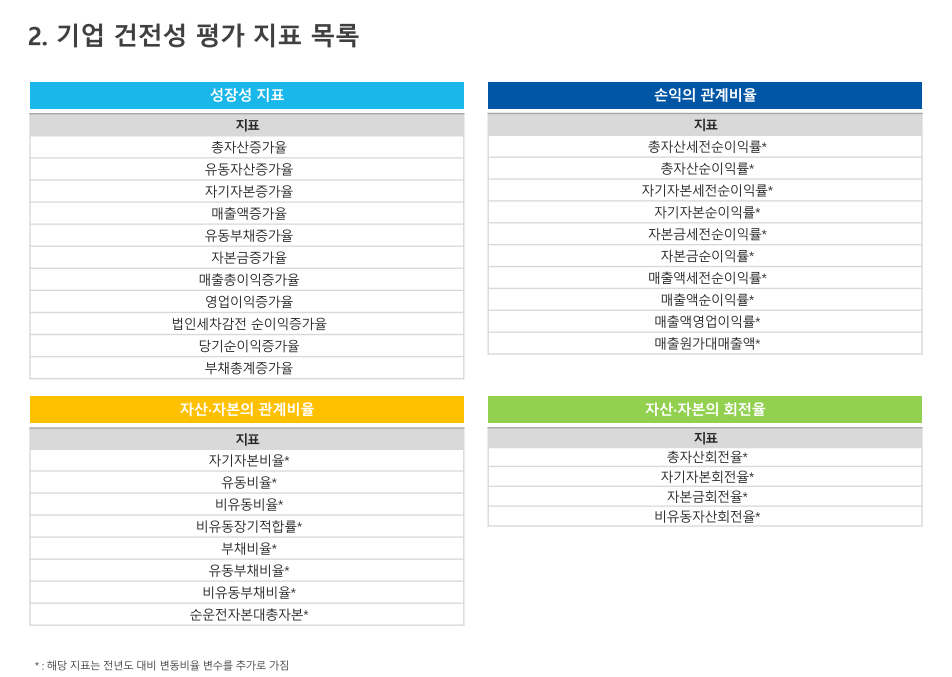 2. 기업 건전성 평가 지표 목록
성장성 지표
지표
총자산증가율
유동자산증가율
자기자본증가율
매출액증가율
유동부채증가율
자본금증가율
매출총이익증가율
영업이익증가율
법인세차감전 순이익증가율
당기순이익증가율
부채총계증가율
손익의 관계비율
지표
총자산세전순이익률*
총자산순이익률*
자기자본세전순이익률*
자기자본순이익률*
자본금세전순이익률*
자본금순이익률*
매출액세전순이익률*
매출액순이익률*
매출액영업이익률*
매출원가대매출액*
자산·자본의 관계비율
지표
자기자본비율*
유동비율*
비유동비율*
비유동장기적합률*
부채비율*
유동부채비율*
비유동부채비율*
순운전자본대총자본*
자산·자본의 회전율
지표
총자산회전율*
자기자본회전율*
자본금회전율*
비유동자산회전율*
* : 해당 지표는 전년도 대비 변동비율 변수를 추가로 가짐